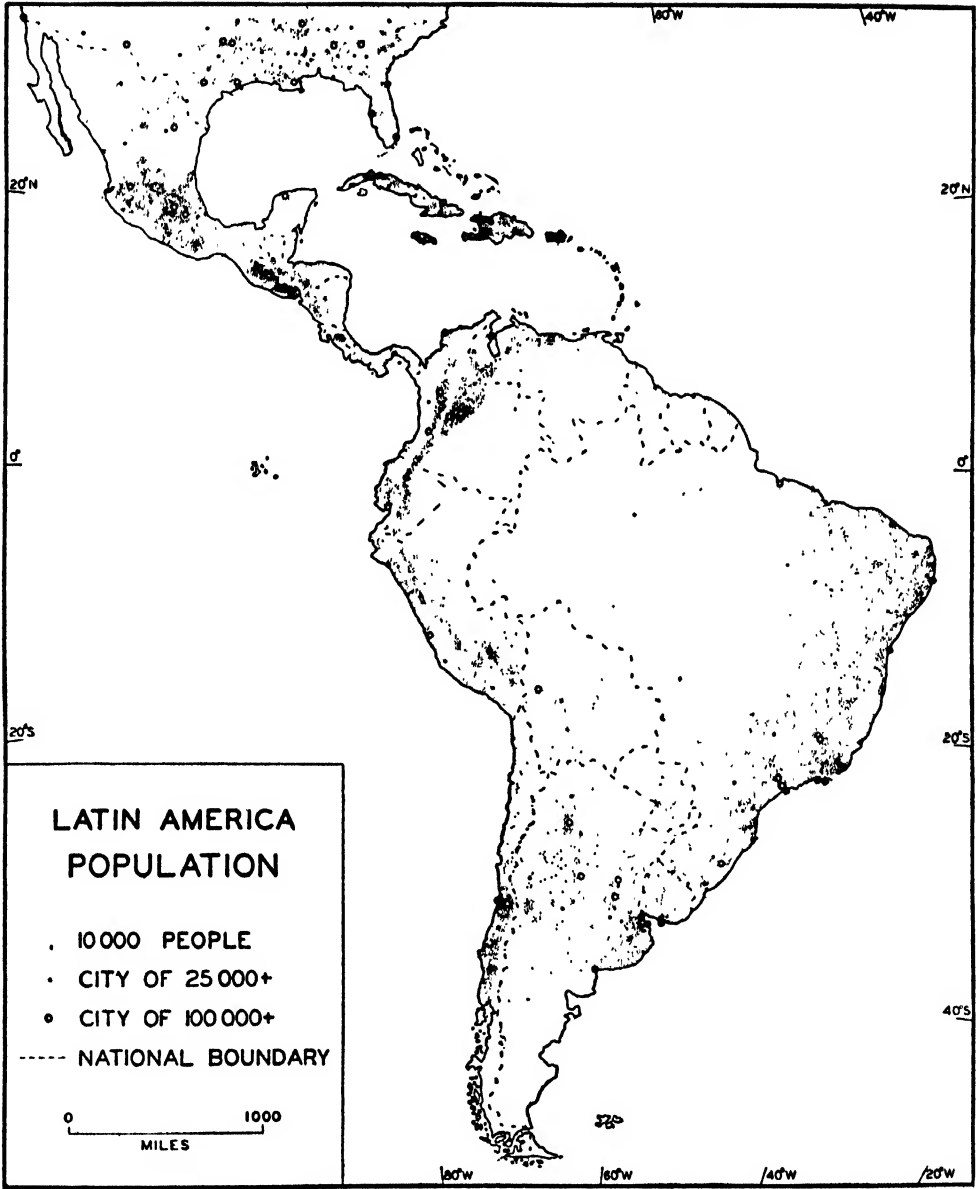 60°W
40°W
20°N
20°N
0°
0°
20°S
20°S
LATIN AMERICA
POPULATION
. 10 000 PEOPLE
• CITY OF 25 000+
∘ CITY OF 100 000+
----- NATIONAL BOUNDARY
40°S
0 1000
MILES
80°W
60°W
40°W
20°W